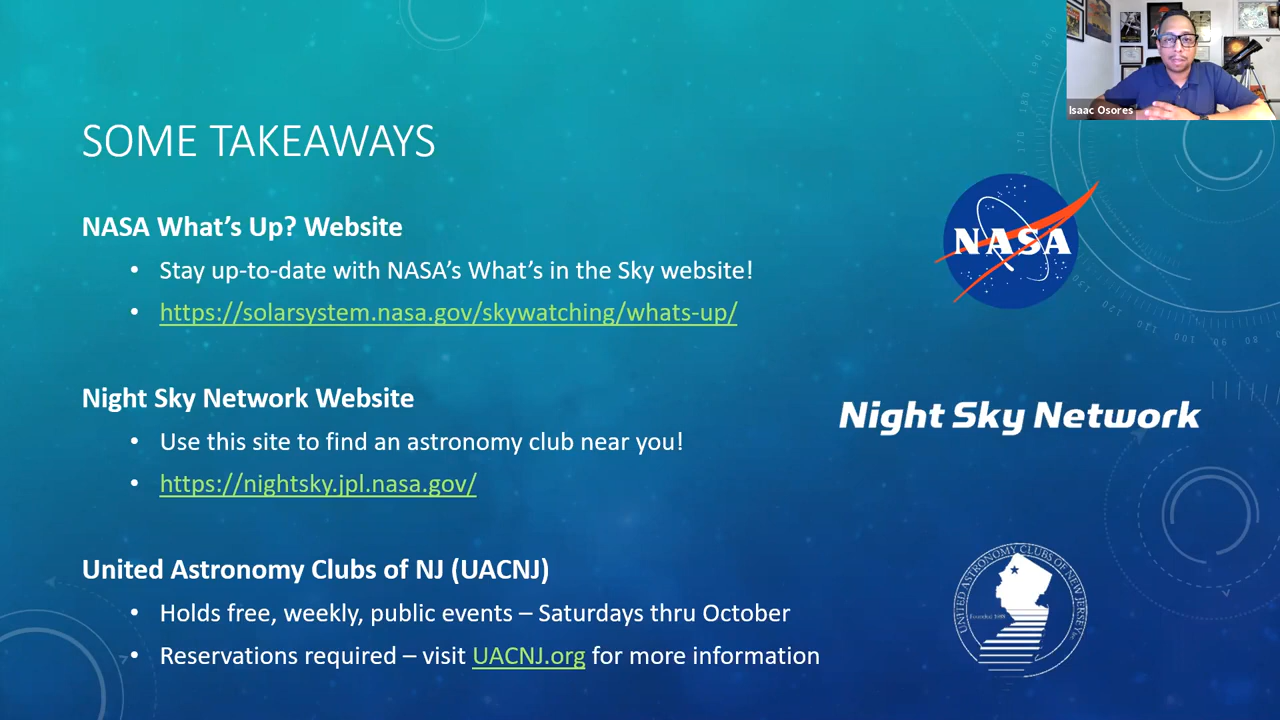 Isaac Osores
SOME TAKEAWAYS
NASA What's Up? Website
• Stay up-to-date with NASA's What's in the Sky website!
• https://solarsystem.nasa.gov/skywatching/whats-up/
NASA
Night Sky Network Website
• Use this site to find an astronomy club near you!
• https://nightsky.jpl.nasa.gov/
Night Sky Network
United Astronomy Clubs of NJ (UACNJ)
• Holds free, weekly, public events – Saturdays thru October
• Reservations required – visit UACNJ.org for more information
UNITED ASTRONOMY CLUBS OF NEW JERSEY